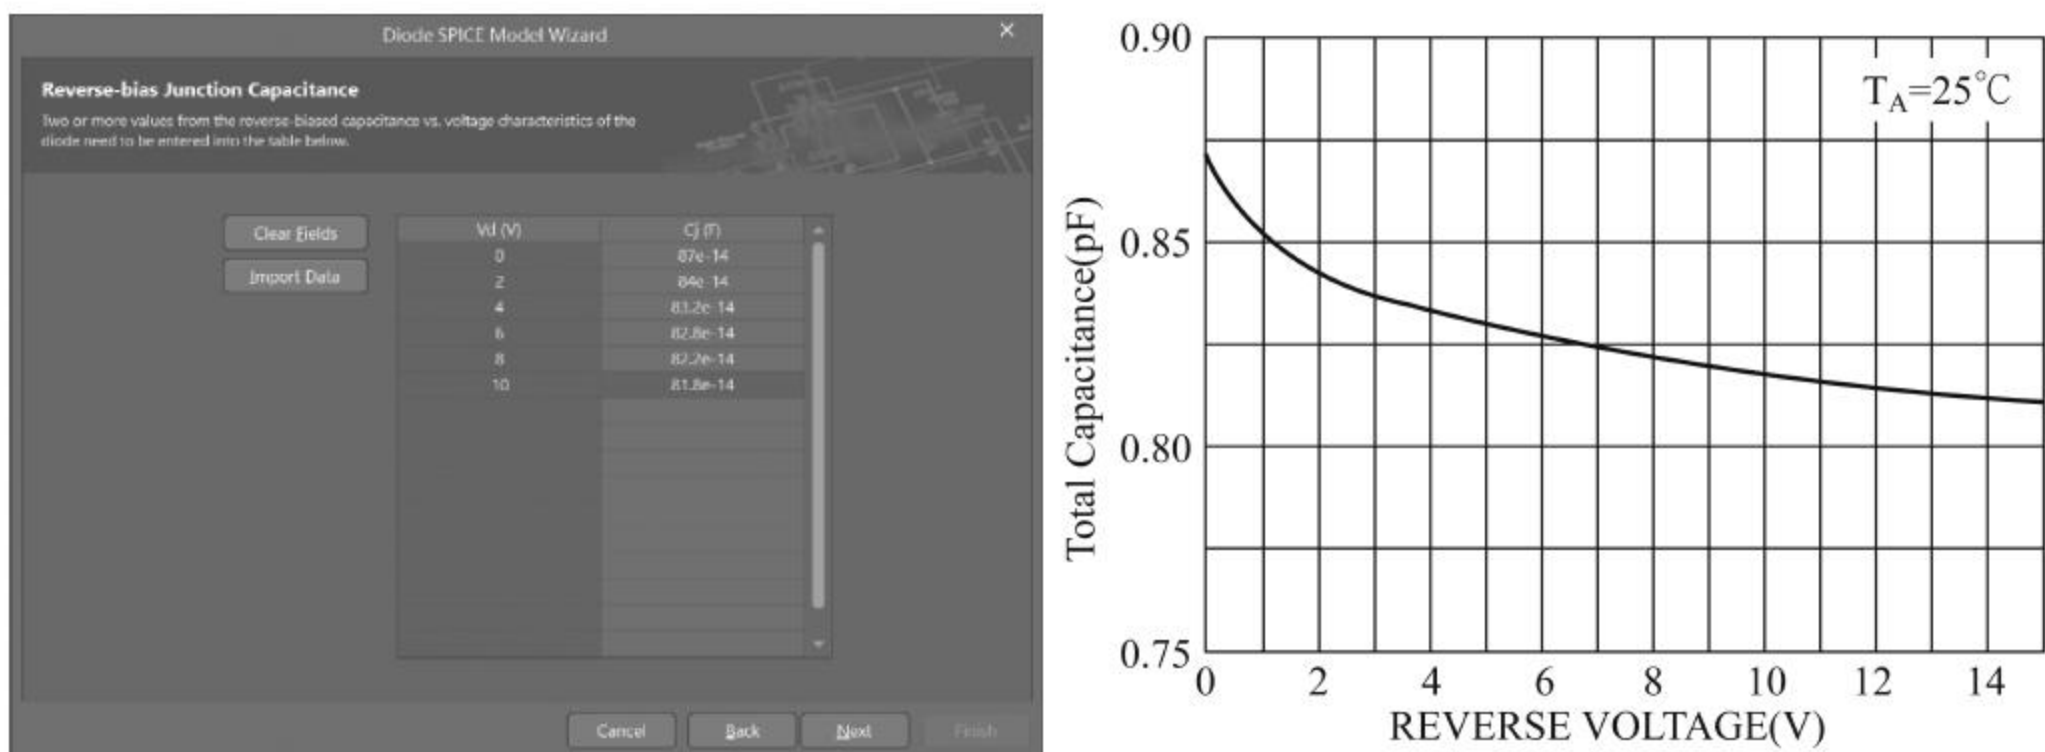 Diode SPICE Model Wizard
Reverse-bias Junction Capacitance
Two or more values from the reverse-biased capacitance vs. voltage characteristics of the
diode need to be entered into the table below.
Clear Fields
Import Data
Vd (V) Cj (F)
0 87e-14
2 84e-14
4 83.2e-14
6 82.8e-14
8 82.2e-14
10 81.8e-14
Cancel Back Next Finish
0.90
0.85
0.80
0.75
Total Capacitance(pF)
TA=25°C
0 2 4 6 8 10 12 14
REVERSE VOLTAGE(V)